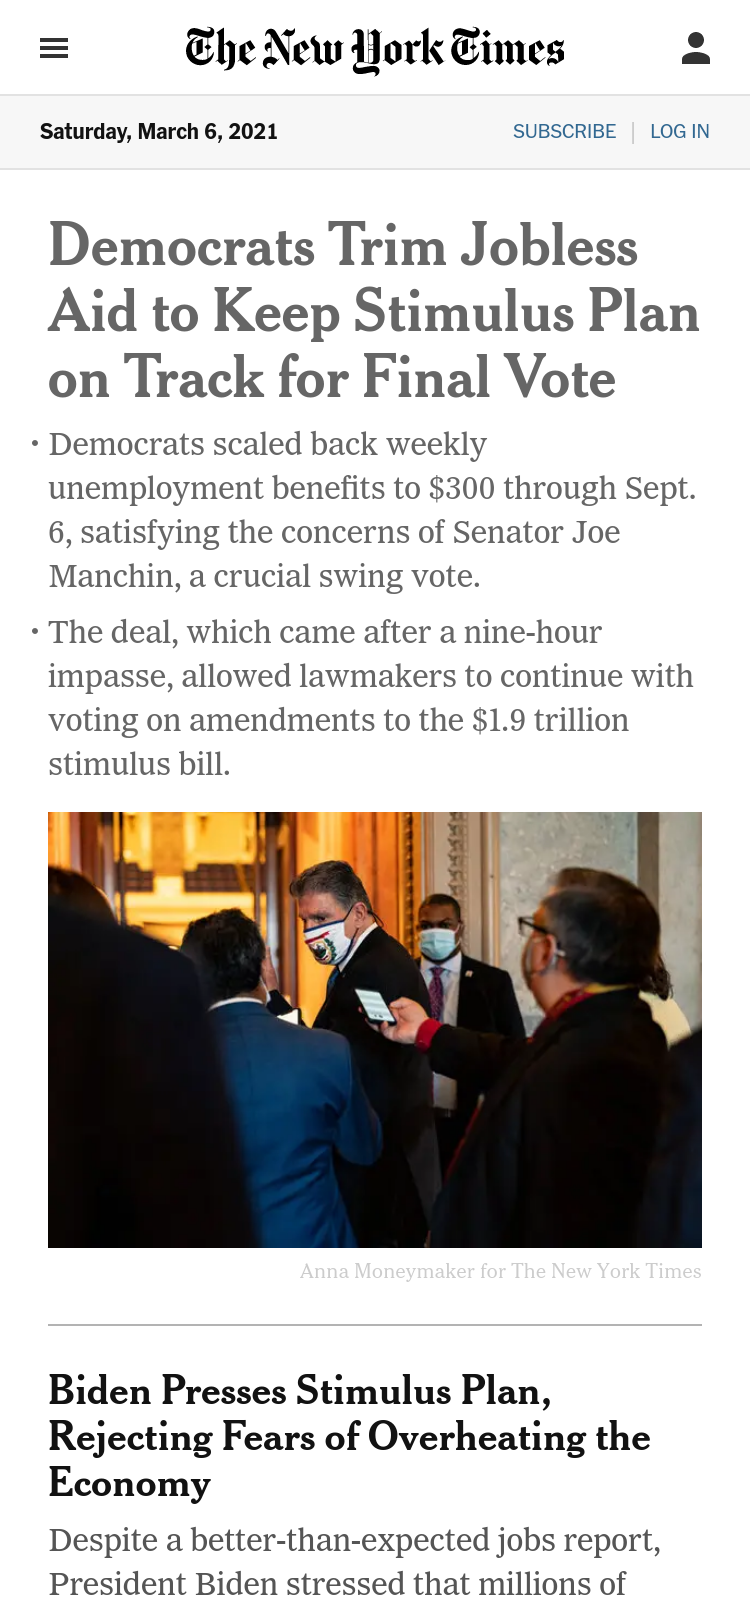 The New York Times
Saturday, March 6, 2021
SUBSCRIBE | LOG IN
Democrats Trim Jobless
Aid to Keep Stimulus Plan
on Track for Final Vote
• Democrats scaled back weekly
unemployment benefits to $300 through Sept.
6, satisfying the concerns of Senator Joe
Manchin, a crucial swing vote.
• The deal, which came after a nine-hour
impasse, allowed lawmakers to continue with
voting on amendments to the $1.9 trillion
stimulus bill.
Anna Moneymaker for The New York Times
Biden Presses Stimulus Plan,
Rejecting Fears of Overheating the
Economy
Despite a better-than-expected jobs report,
President Biden stressed that millions of